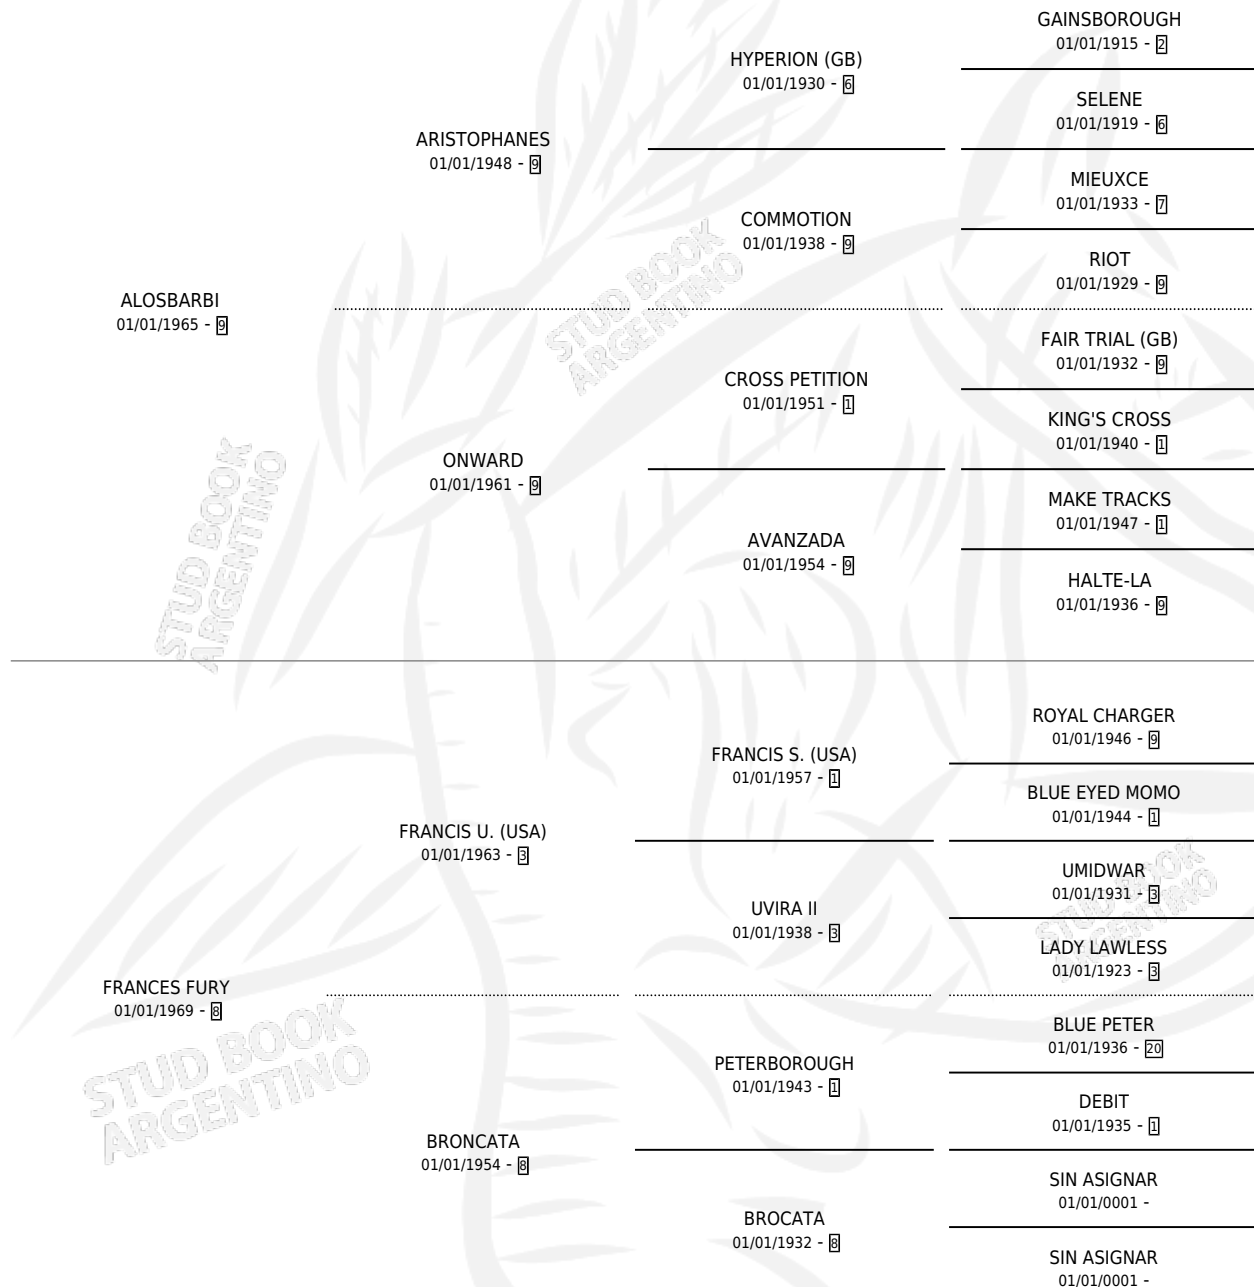 GAINSBOROUGH
01/01/1915 - 2
HYPERION (GB)
01/01/1930 - 6
SELENE
01/01/1919 - 6
ARISTOPHANES
01/01/1948 - 9
MIEUXCE
01/01/1933 - 7
COMMOTION
01/01/1938 - 9
RIOT
01/01/1929 - 9
ALOSBARBI
01/01/1965 - 9
STUD BOOK
ARGENTINO
FAIR TRIAL (GB)
01/01/1932 - 9
CROSS PETITION
01/01/1951 - 1
KING'S CROSS
01/01/1940 - 1
ONWARD
01/01/1961 - 9
MAKE TRACKS
01/01/1947 - 1
AVANZADA
01/01/1954 - 9
HALTE-LA
01/01/1936 - 9
STUD BOOK
ARGENTINO
ROYAL CHARGER
01/01/1946 - 9
FRANCIS S. (USA)
01/01/1957 - 1
BLUE EYED MOMO
01/01/1944 - 1
FRANCIS U. (USA)
01/01/1963 - 3
UMIDWAR
01/01/1931 - 3
UVIRA II
01/01/1938 - 3
LADY LAWLESS
01/01/1923 - 3
STUD BOOK
ARGENTINO
FRANCES FURY
01/01/1969 - 8
BLUE PETER
01/01/1936 - 20
PETERBOROUGH
01/01/1943 - 1
DEBIT
01/01/1935 - 1
STUD BOOK
ARGENTINO
BRONCATA
01/01/1954 - 8
SIN ASIGNAR
01/01/0001 -
BROCATA
01/01/1932 - 8
SIN ASIGNAR
01/01/0001 -